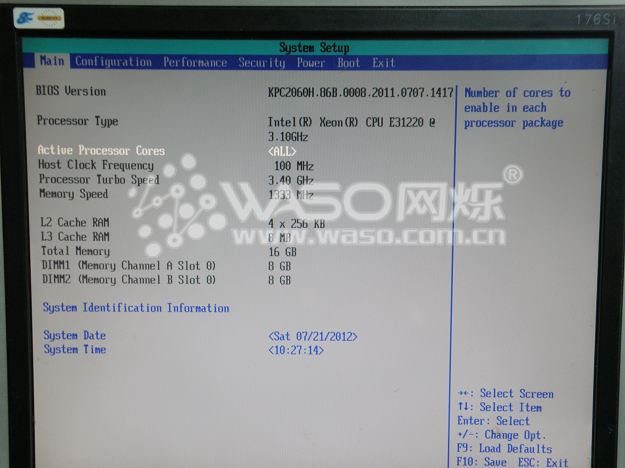 176Si
System Setup
Main Configuration Performance Security Power Boot Exit
BIOS Version KPC2060H.86B.0008.2011.0707.1417
Processor Type Intel(R) Xeon(R) CPU E31220 @
3.10GHz
Active Processor Cores <ALL>
Host Clock Frequency 100 MHz
Processor Turbo Speed 3.40 GHz
Memory Speed 1333 MHz
L2 Cache RAM 4 x 256 KB
L3 Cache RAM 8 MB
Total Memory 16 GB
DIMM1 (Memory Channel A Slot 0) 8 GB
DIMM2 (Memory Channel B Slot 0) 8 GB
System Identification Information
System Date <Sat 07/21/2012>
System Time <10:27:14>
Number of cores to
enable in each
processor package
→←: Select Screen
↑↓: Select Item
Enter: Select
+/-: Change Opt.
F9: Load Defaults
F10: Save ESC: Exit
WASO网烁®
www.waso.com.cn